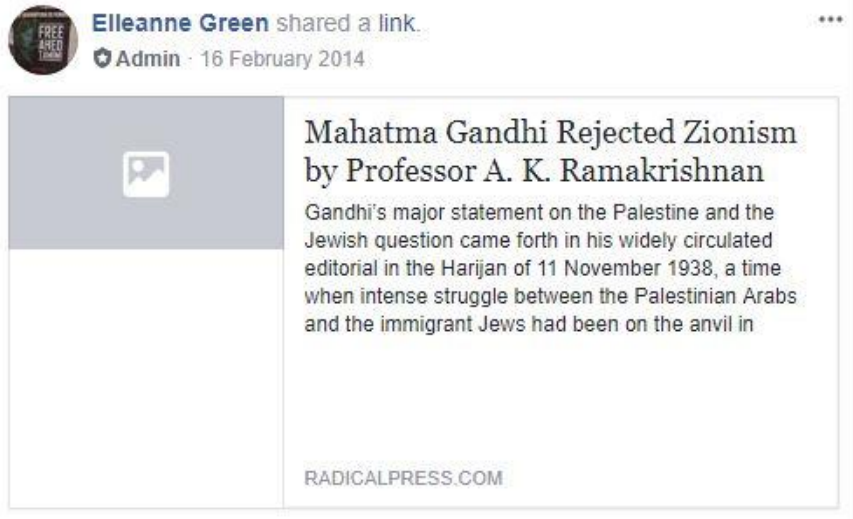 FREE
AHED
TAMIMI
Elleanne Green shared a link.
Admin · 16 February 2014
Mahatma Gandhi Rejected Zionism
by Professor A. K. Ramakrishnan
Gandhi's major statement on the Palestine and the
Jewish question came forth in his widely circulated
editorial in the Harijan of 11 November 1938, a time
when intense struggle between the Palestinian Arabs
and the immigrant Jews had been on the anvil in
RADICALPRESS.COM